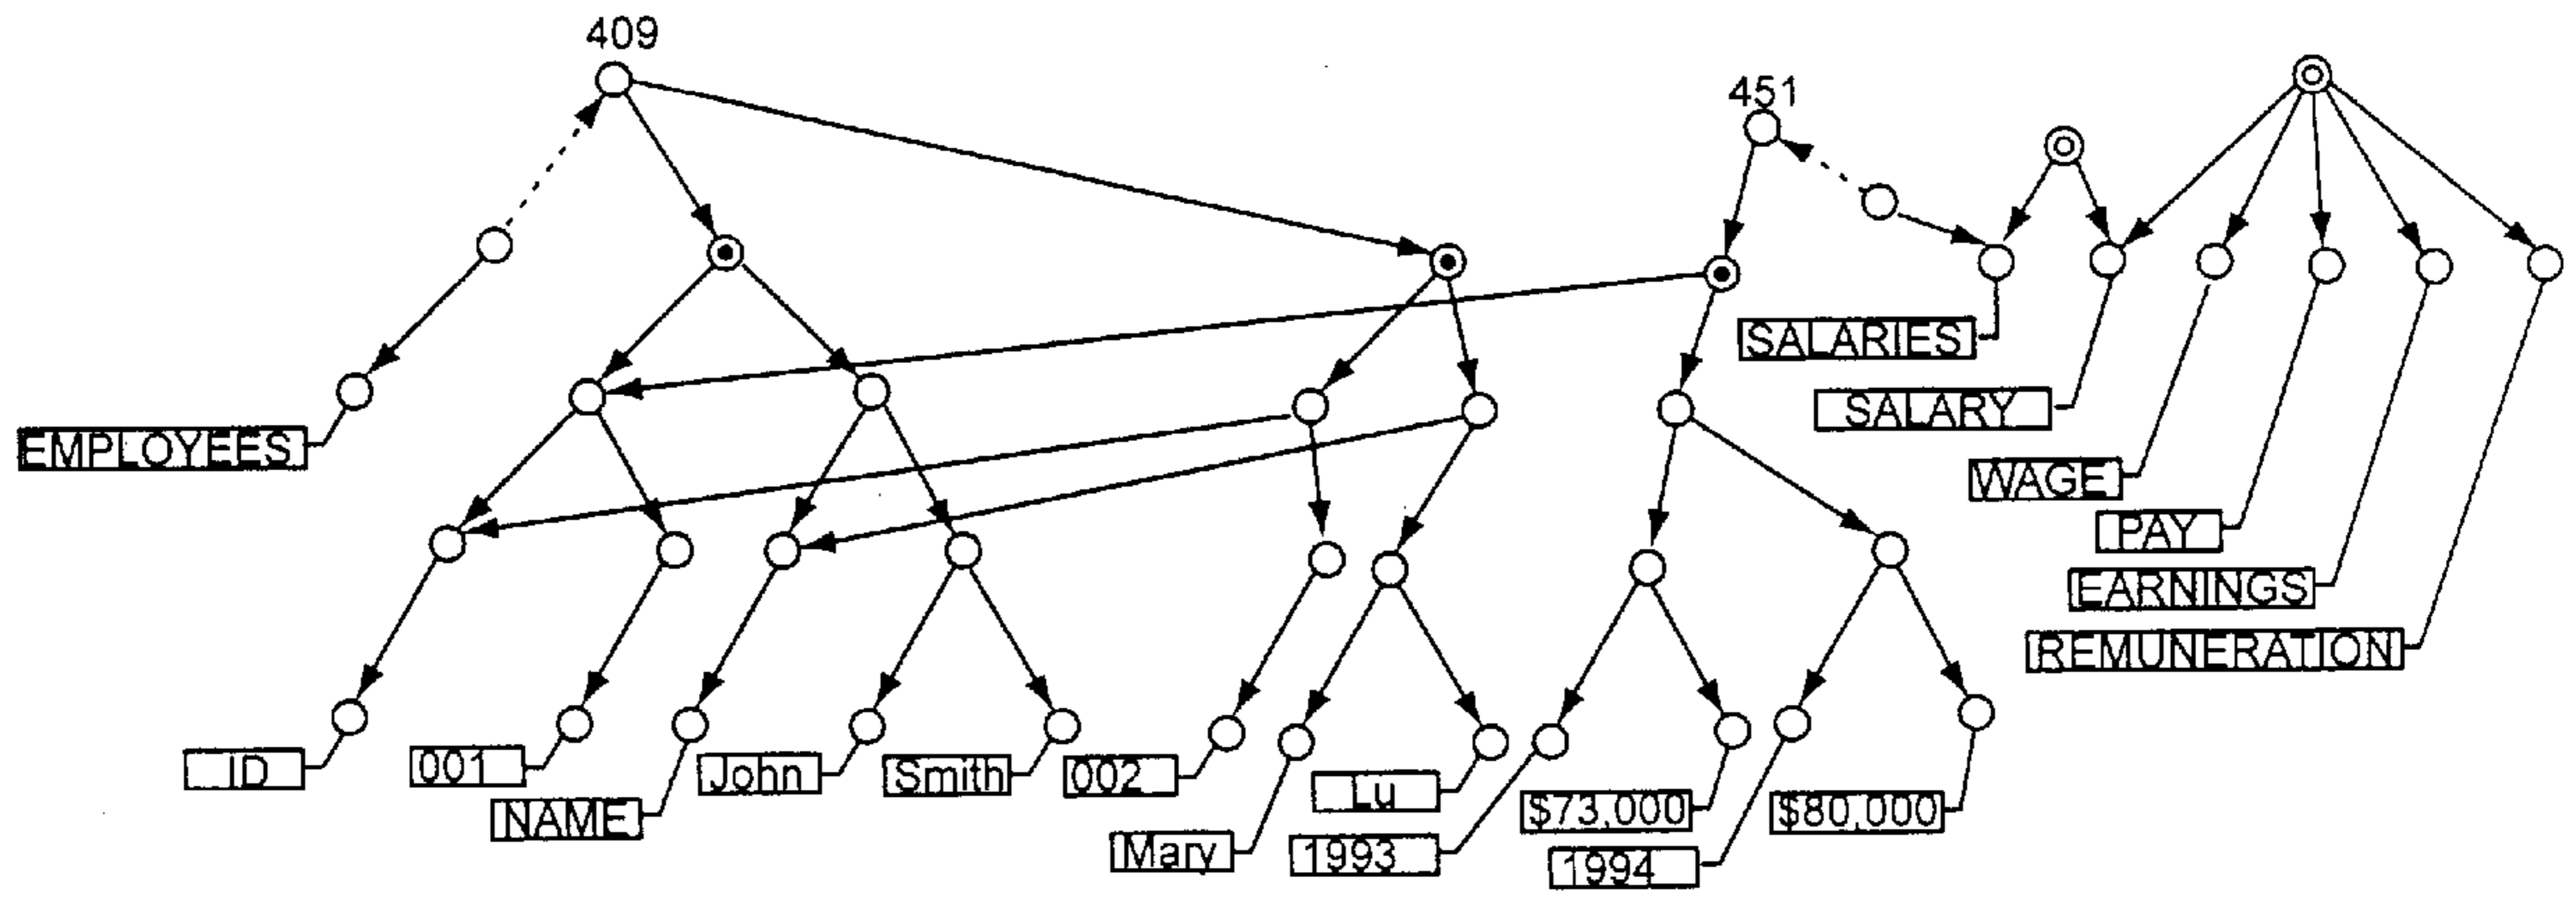 409
451
SALARIES
SALARY
EMPLOYEES
WAGE
PAY
EARNINGS
REMUNERATION
ID
001
NAME
John
Smith
002
Lu
Mary
1993
$73,000
1994
$80,000